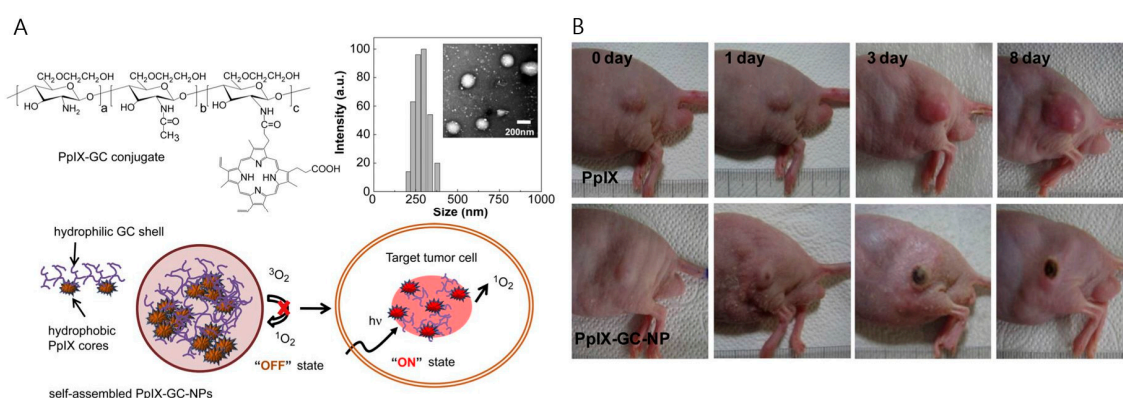 A
CH₂OCH₂CH₂OH
C₆OCH₂CH₂OH
C₆OCH₂CH₂OH
O
O
O
HO
NH₂
a
HO
NH
C=O
CH₃
b
HO
NH
C=O
c
PpIX-GC conjugate
N
NH
HN
N
COOH
Intensity (a.u.)
100
80
60
40
20
0
0
250
500
750
1000
Size (nm)
200nm
hydrophilic GC shell
hydrophobic
PpIX cores
³O₂
X
¹O₂
"OFF" state
self-assembled PpIX-GC-NPs
Target tumor cell
hν
¹O₂
"ON" state
B
0 day
1 day
3 day
8 day
PpIX
PpIX-GC-NP